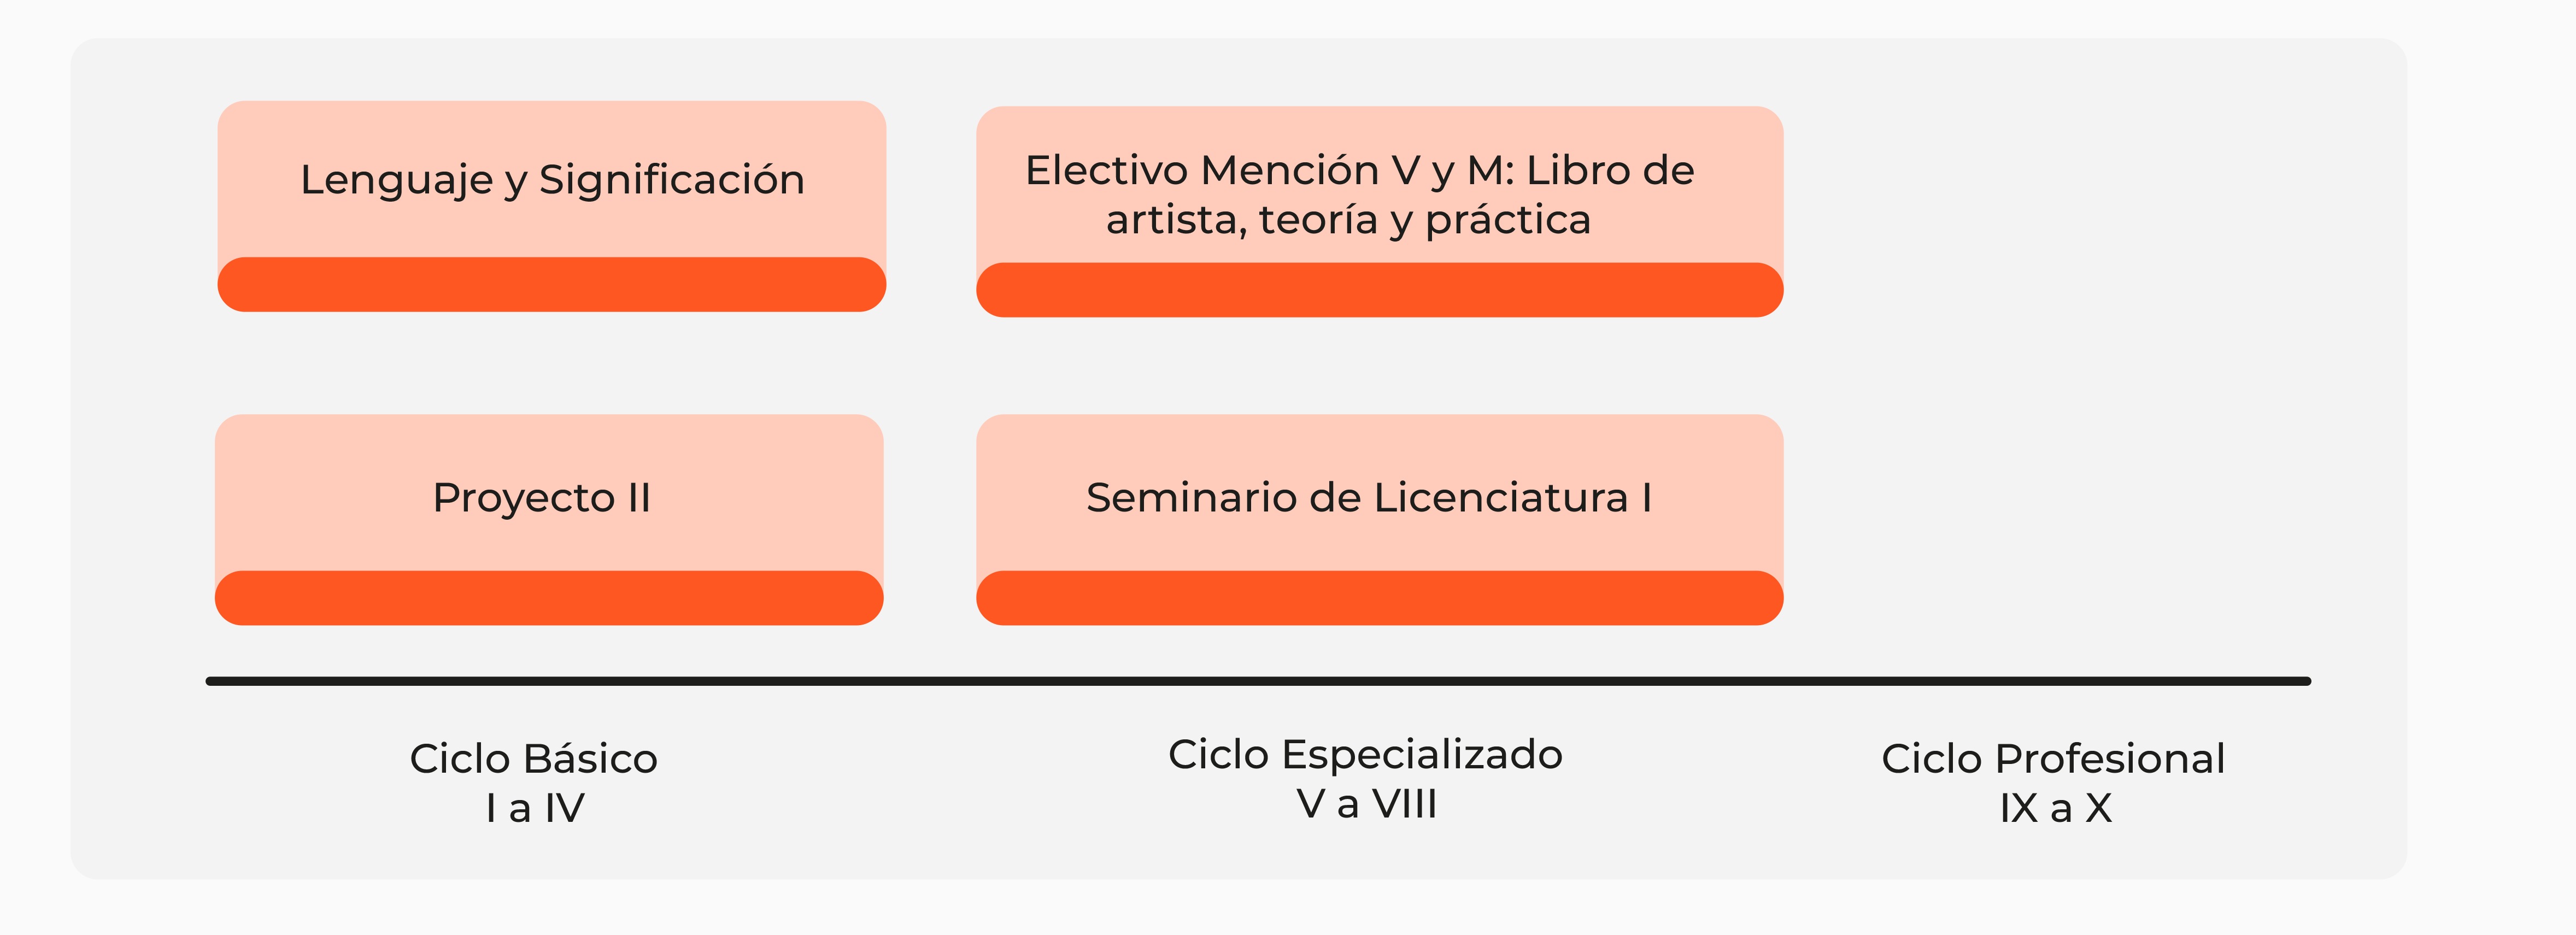 Lenguaje y Significación
Electivo Mención V y M: Libro de
artista, teoría y práctica
Proyecto II
Seminario de Licenciatura I
Ciclo Básico
I a IV
Ciclo Especializado
V a VIII
Ciclo Profesional
IX a X